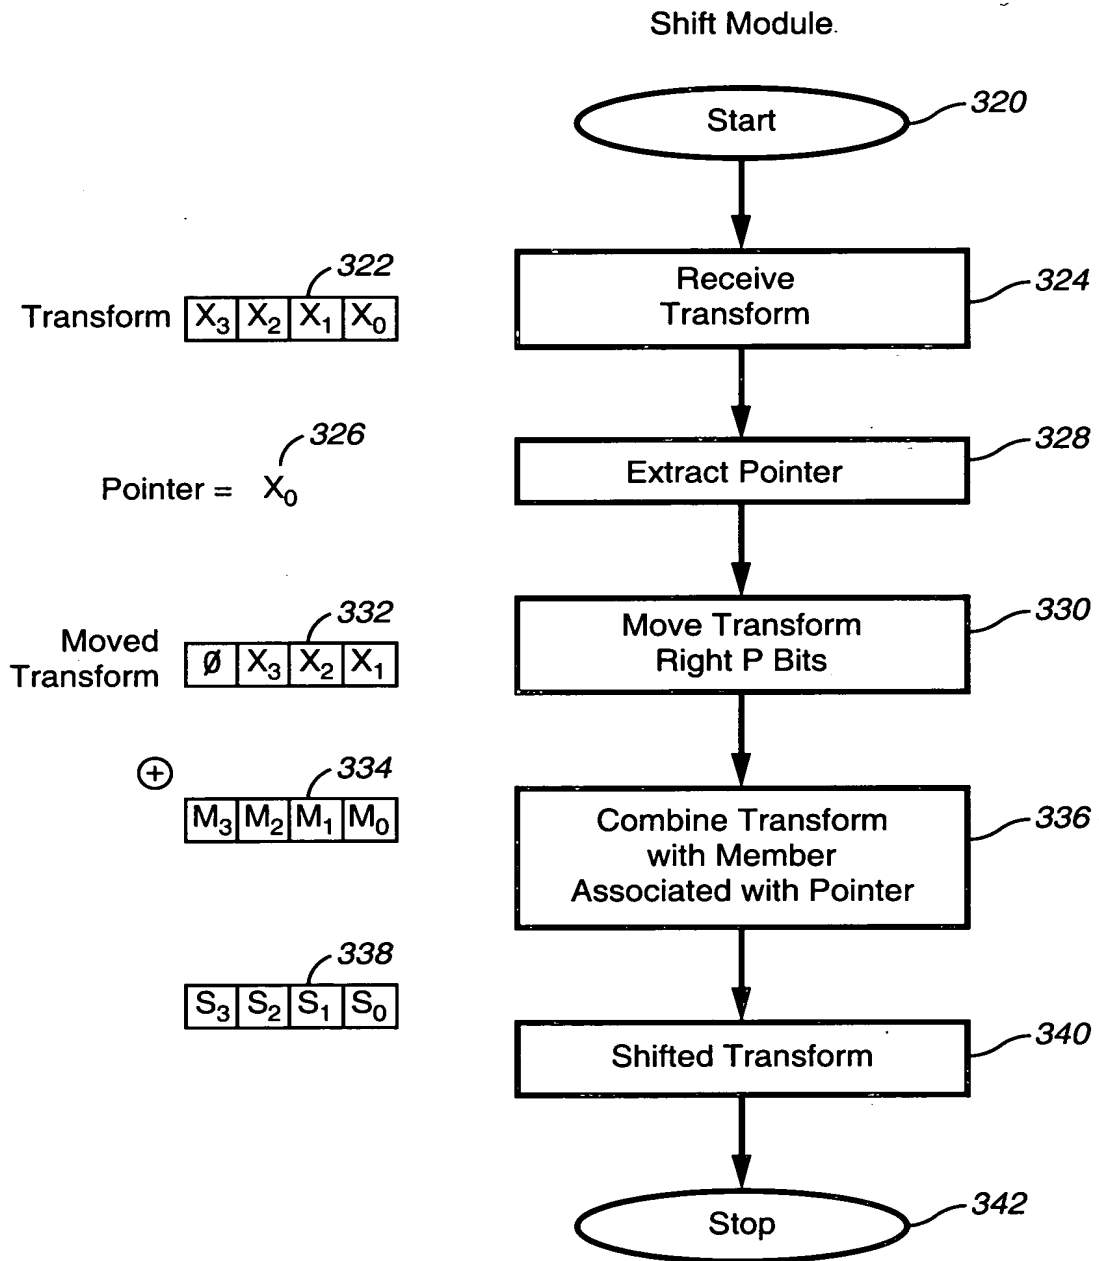 Shift Module.
Start
320
322
Transform X3 X2 X1 X0
Receive
Transform
324
326
Pointer = X0
Extract Pointer
328
332
Moved
Transform
Ø X3 X2 X1
Move Transform
Right P Bits
330
⊕
334
M3 M2 M1 M0
Combine Transform
with Member
Associated with Pointer
336
338
S3 S2 S1 S0
Shifted Transform
340
Stop
342